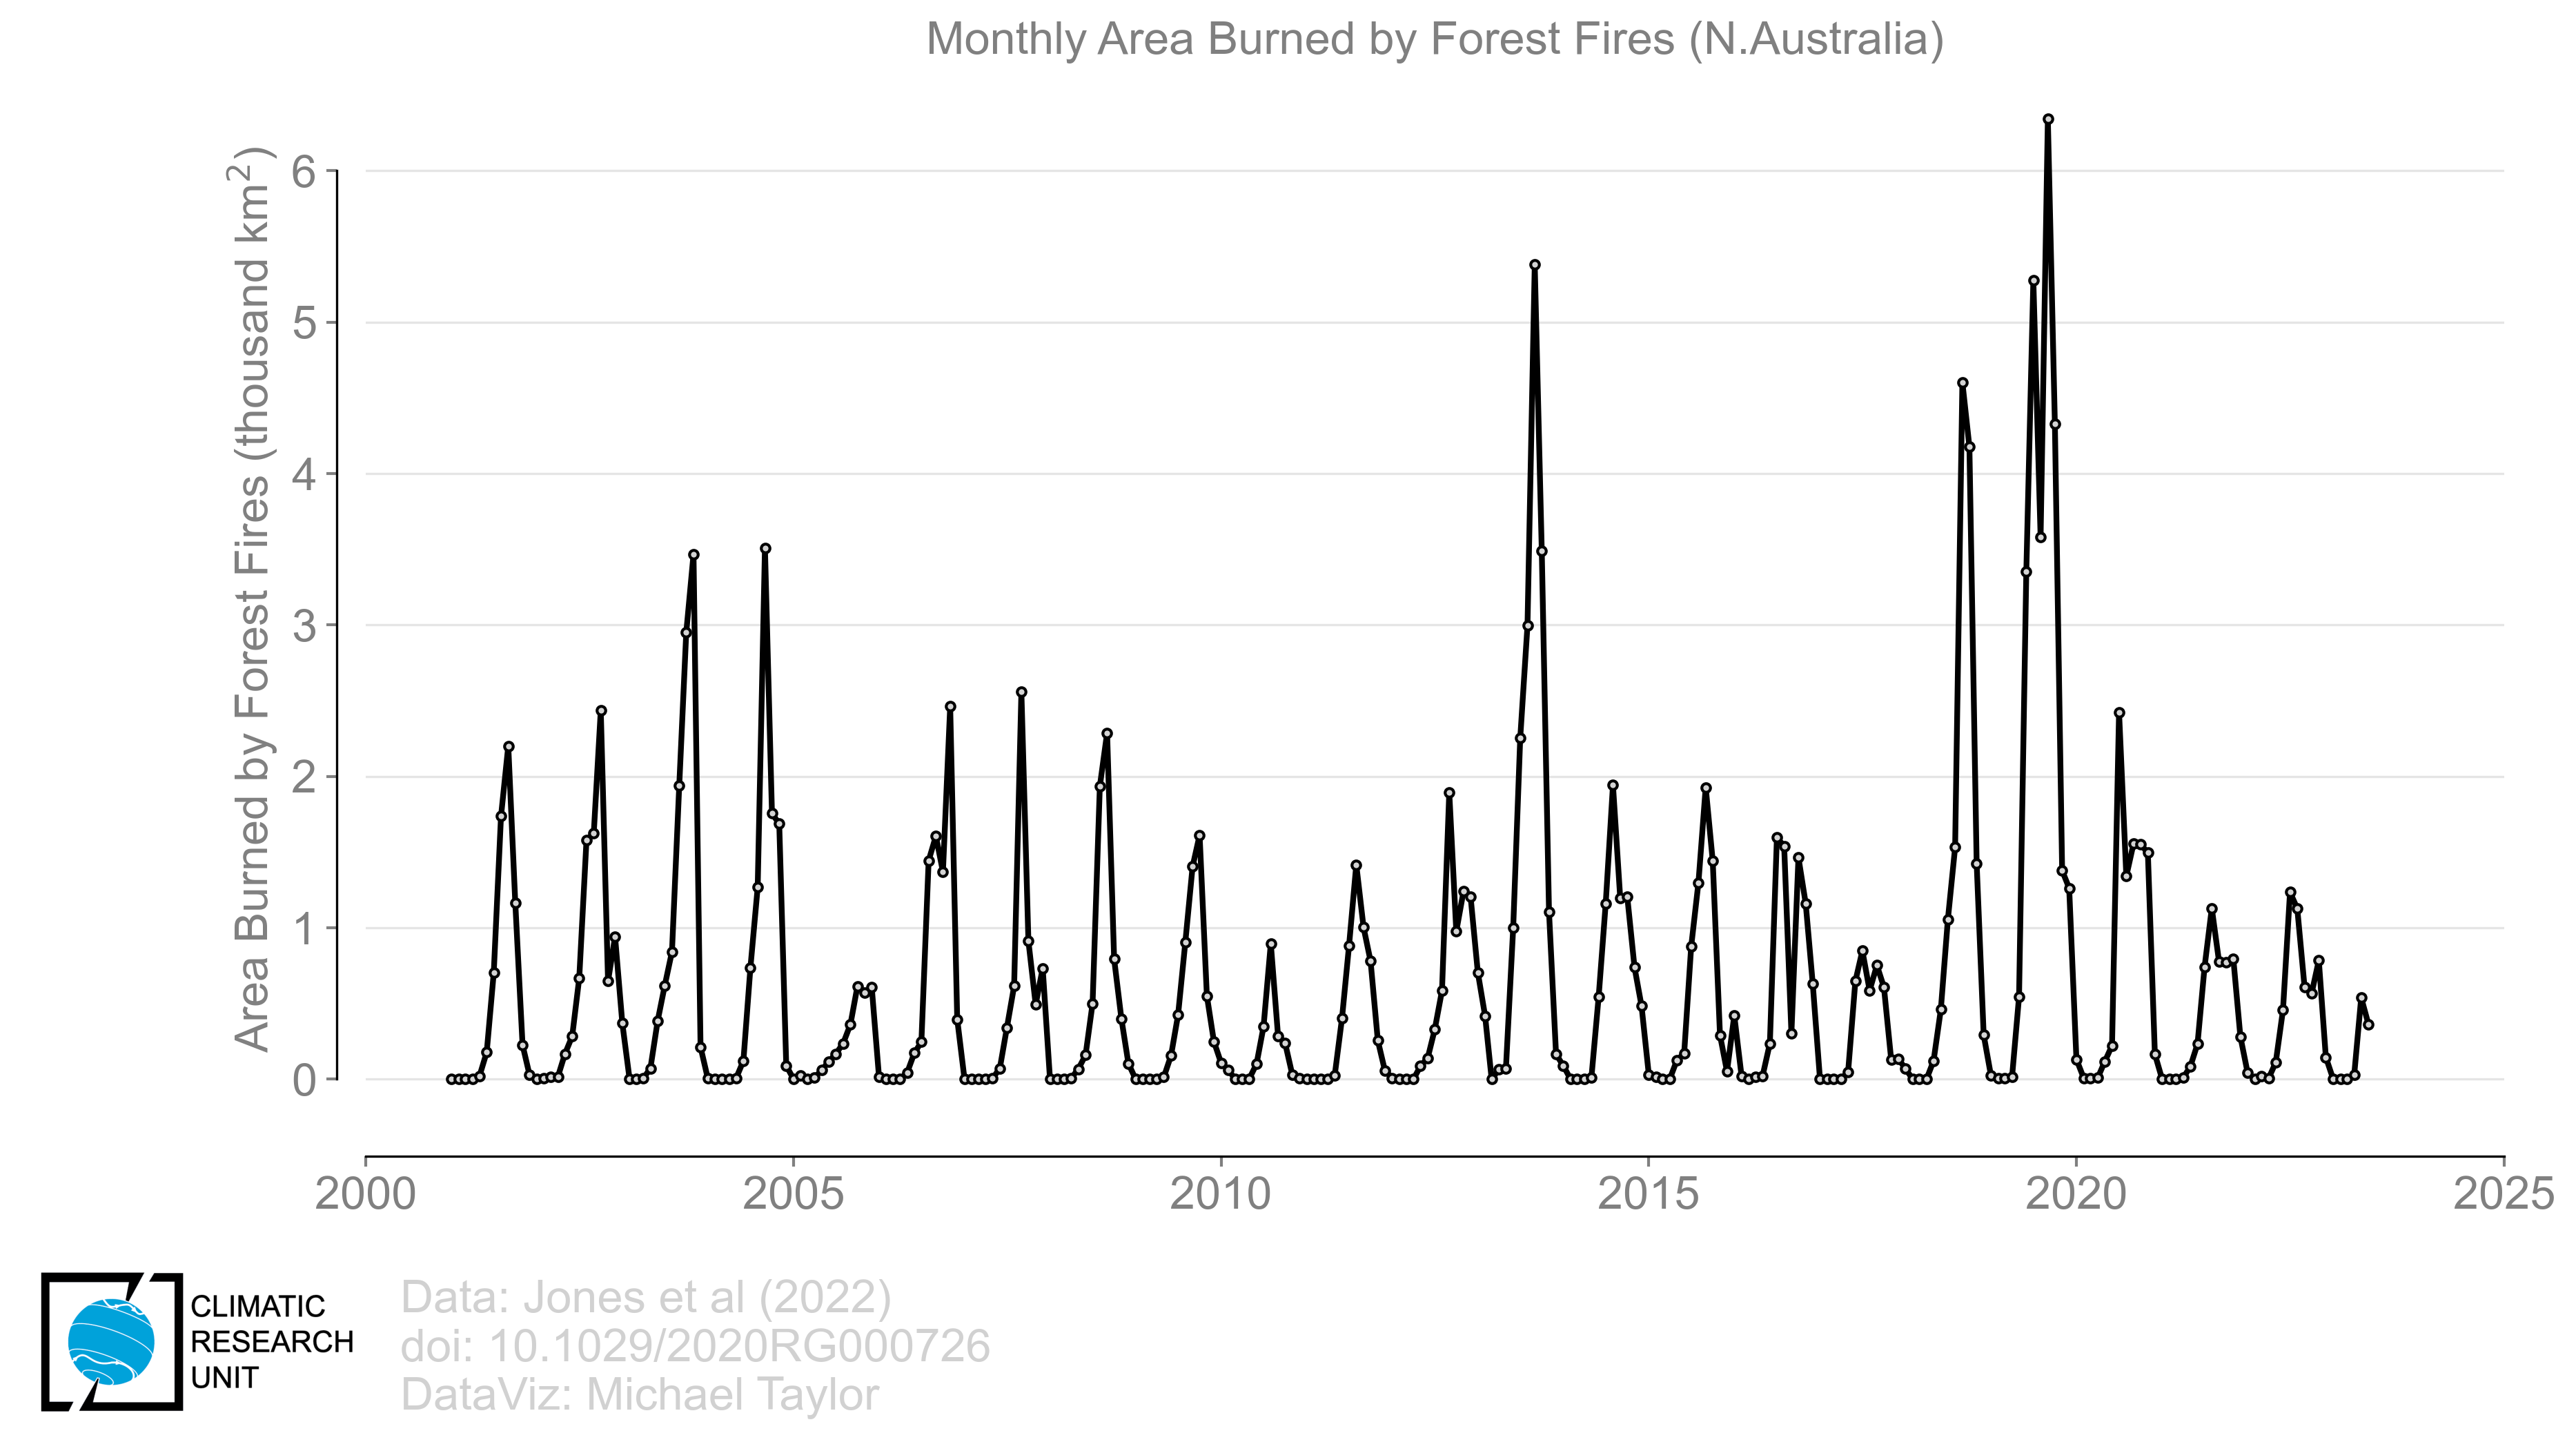 Monthly Area Burned by Forest Fires (N.Australia)
Area Burned by Forest Fires (thousand km²)
6
5
4
3
2
1
0
2000 2005 2010 2015 2020 2025
CLIMATIC
RESEARCH
UNIT
Data: Jones et al (2022)
doi: 10.1029/2020RG000726
DataViz: Michael Taylor